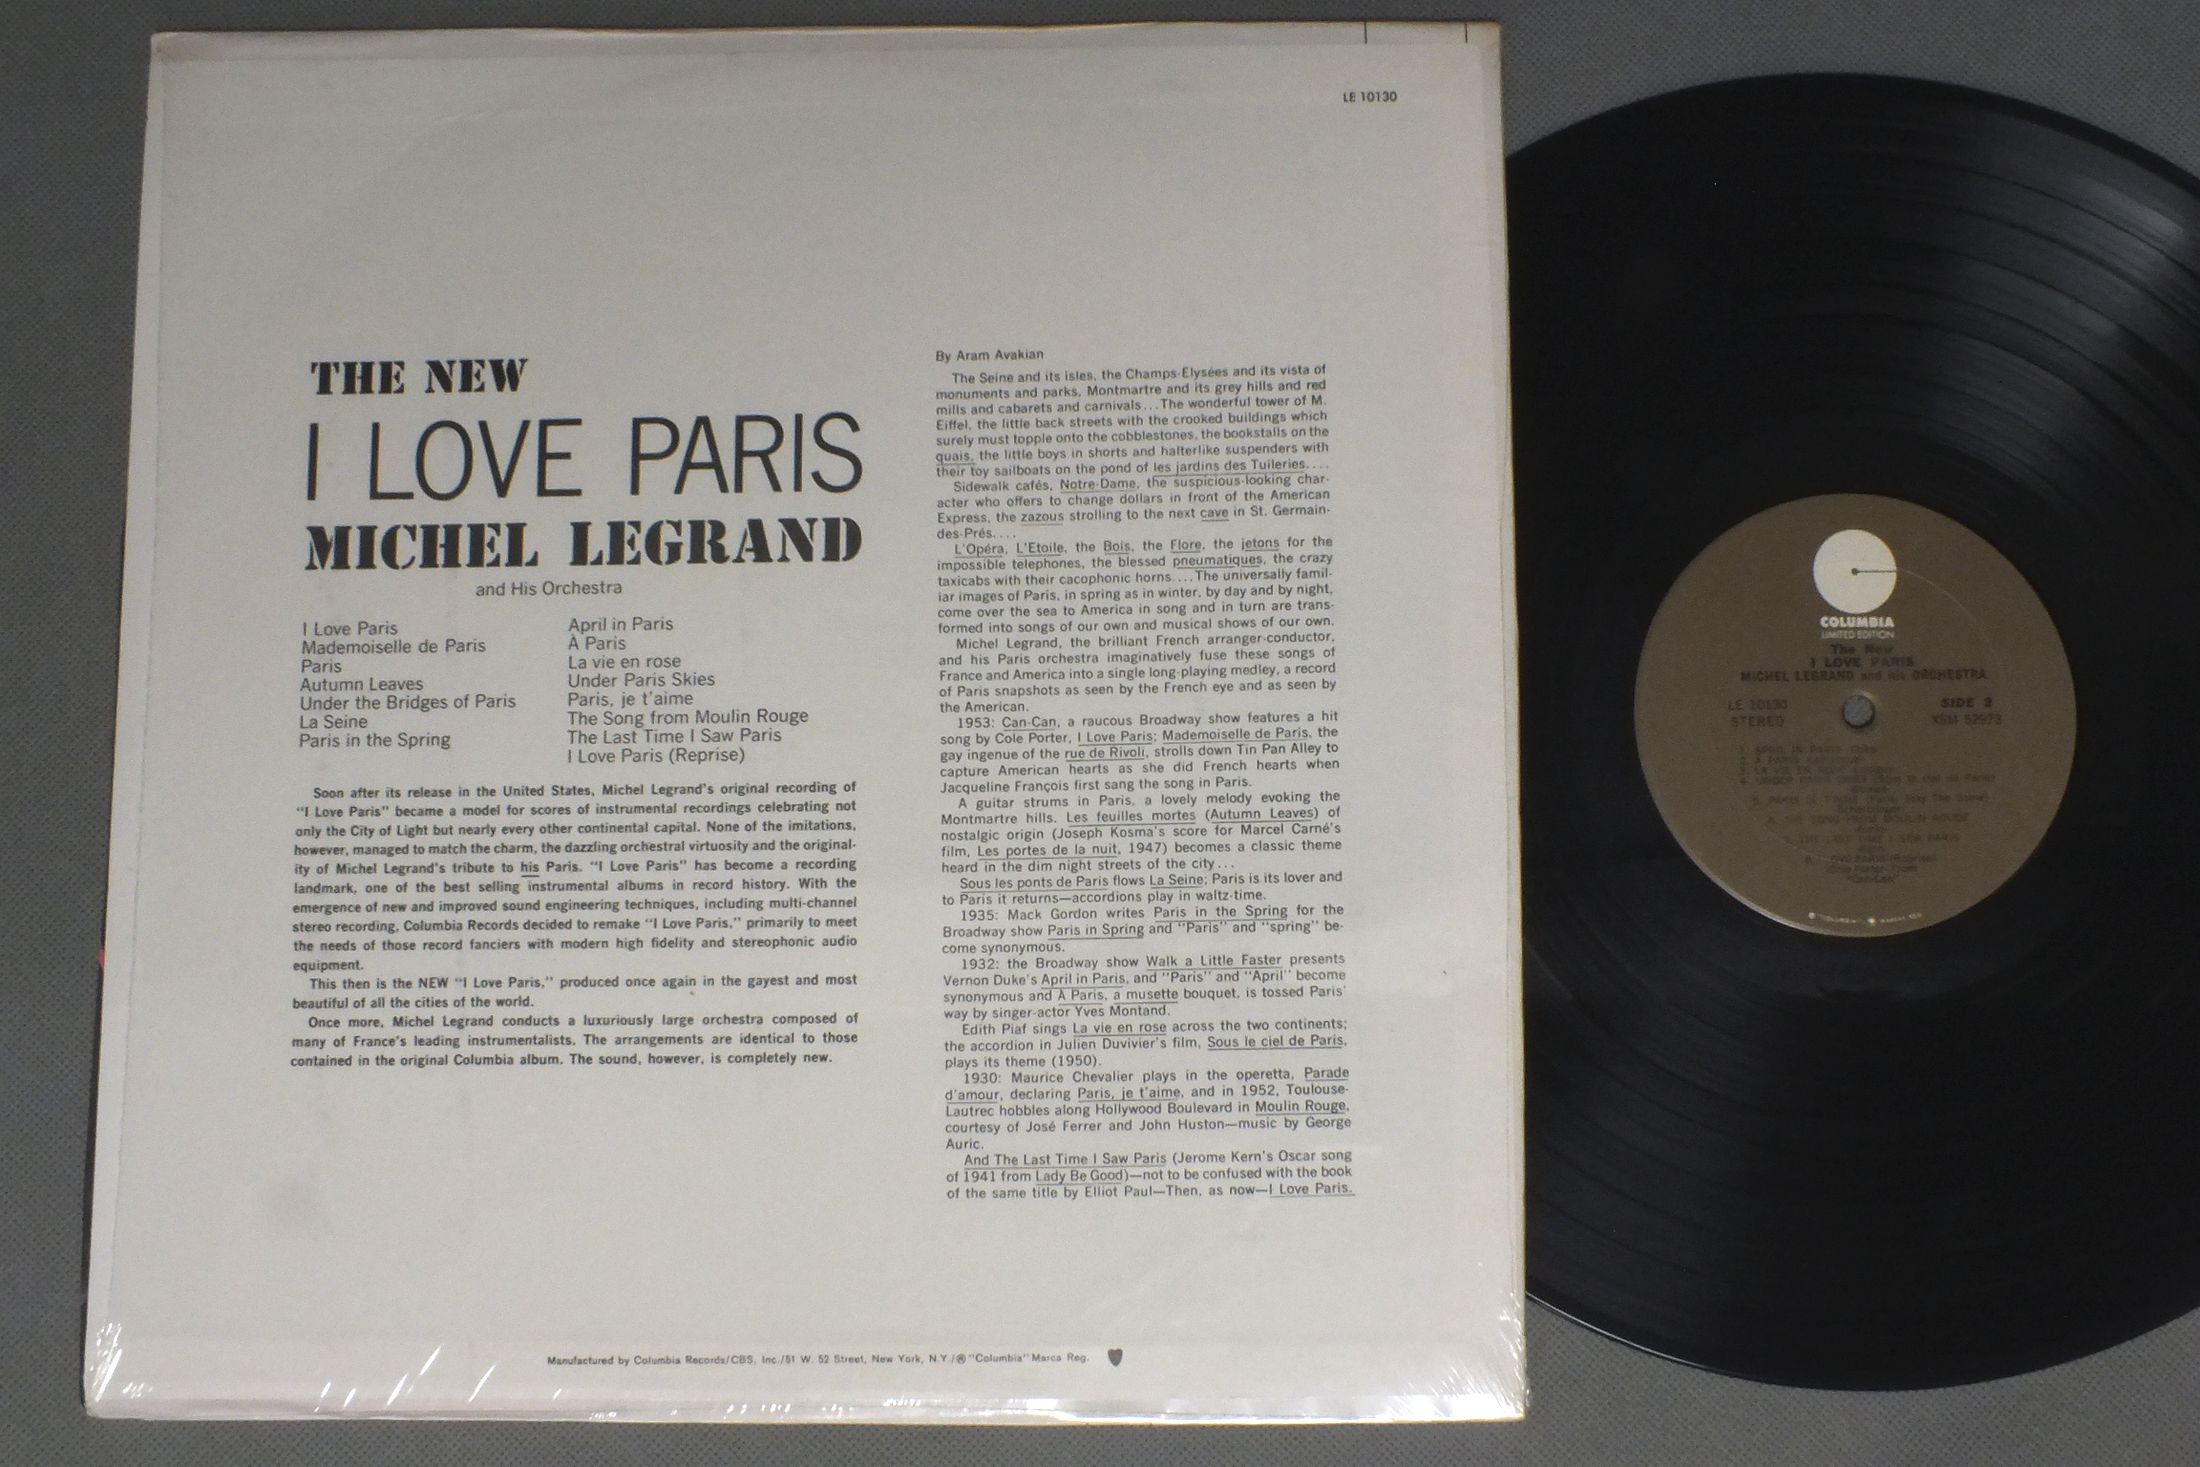 LE 10130
THE NEW
I LOVE PARIS
MICHEL LEGRAND
and His Orchestra
I Love Paris
Mademoiselle de Paris
Paris
Autumn Leaves
Under the Bridges of Paris
La Seine
Paris in the Spring
April in Paris
À Paris
La vie en rose
Under Paris Skies
Paris, je t'aime
The Song from Moulin Rouge
The Last Time I Saw Paris
I Love Paris (Reprise)
Soon after its release in the United States, Michel Legrand's original recording of
"I Love Paris" became a model for scores of instrumental recordings celebrating not
only the City of Light but nearly every other continental capital. None of the imitations,
however, managed to match the charm, the dazzling orchestral virtuosity and the original-
ity of Michel Legrand's tribute to his Paris. "I Love Paris" has become a recording
landmark, one of the best selling instrumental albums in record history. With the
emergence of new and improved sound engineering techniques, including multi-channel
stereo recording, Columbia Records decided to remake "I Love Paris," primarily to meet
the needs of those record fanciers with modern high fidelity and stereophonic audio
equipment.
This then is the NEW "I Love Paris," produced once again in the gayest and most
beautiful of all the cities of the world.
Once more, Michel Legrand conducts a luxuriously large orchestra composed of
many of France's leading instrumentalists. The arrangements are identical to those
contained in the original Columbia album. The sound, however, is completely new.
By Aram Avakian
The Seine and its isles, the Champs-Elysées and its vista of
monuments and parks, Montmartre and its grey hills and red
mills and cabarets and carnivals...The wonderful tower of M.
Eiffel, the little back streets with the crooked buildings which
surely must topple onto the cobblestones, the bookstalls on the
quais, the little boys in shorts and halterlike suspenders with
their toy sailboats on the pond of les jardins des Tuileries....
Sidewalk cafés, Notre-Dame, the suspicious-looking char-
acter who offers to change dollars in front of the American
Express, the zazous strolling to the next cave in St. Germain-
des-Prés....
L'Opéra, L'Etoile, the Bois, the Flore, the jetons for the
impossible telephones, the blessed pneumatiques, the crazy
taxicabs with their cacophonic horns....The universally famil-
iar images of Paris, in spring as in winter, by day and by night,
come over the sea to America in song and in turn are trans-
formed into songs of our own and musical shows of our own.
Michel Legrand, the brilliant French arranger-conductor,
and his Paris orchestra imaginatively fuse these songs of
France and America into a single long-playing medley, a record
of Paris snapshots as seen by the French eye and as seen by
the American.
1953: Can-Can, a raucous Broadway show features a hit
song by Cole Porter, I Love Paris; Mademoiselle de Paris, the
gay ingenue of the rue de Rivoli, strolls down Tin Pan Alley to
capture American hearts as she did French hearts when
Jacqueline François first sang the song in Paris.
A guitar strums in Paris, a lovely melody evoking the
Montmartre hills. Les feuilles mortes (Autumn Leaves) of
nostalgic origin (Joseph Kosma's score for Marcel Carné's
film, Les portes de la nuit, 1947) becomes a classic theme
heard in the dim night streets of the city...
Sous les ponts de Paris flows La Seine; Paris is its lover and
to Paris it returns—accordions play in waltz-time.
1935: Mack Gordon writes Paris in the Spring for the
Broadway show Paris in Spring and "Paris" and "spring" be-
come synonymous.
1932: the Broadway show Walk a Little Faster presents
Vernon Duke's April in Paris, and "Paris" and "April" become
synonymous and À Paris, a musette bouquet, is tossed Paris'
way by singer-actor Yves Montand.
Edith Piaf sings La vie en rose across the two continents;
the accordion in Julien Duvivier's film, Sous le ciel de Paris,
plays its theme (1950).
1930: Maurice Chevalier plays in the operetta, Parade
d'amour, declaring Paris, je t'aime, and in 1952, Toulouse-
Lautrec hobbles along Hollywood Boulevard in Moulin Rouge,
courtesy of José Ferrer and John Huston—music by George
Auric.
And The Last Time I Saw Paris (Jerome Kern's Oscar song
of 1941 from Lady Be Good)—not to be confused with the book
of the same title by Elliot Paul—Then, as now—I Love Paris.
Manufactured by Columbia Records/CBS, Inc./51 W. 52 Street, New York, N.Y./® "Columbia" Marca Reg.
COLUMBIA
LIMITED EDITION
The New
I LOVE PARIS
MICHEL LEGRAND and his ORCHESTRA
LE 10130
STEREO
SIDE 2
XSM 52973
1. APRIL IN PARIS
2. A PARIS
3. LA VIE EN ROSE
4. UNDER PARIS SKIES
5. PARIS JE T'AIME
6. THE SONG FROM MOULIN ROUGE
7. THE LAST TIME I SAW PARIS
8. I LOVE PARIS (Reprise)
"Can-Can"